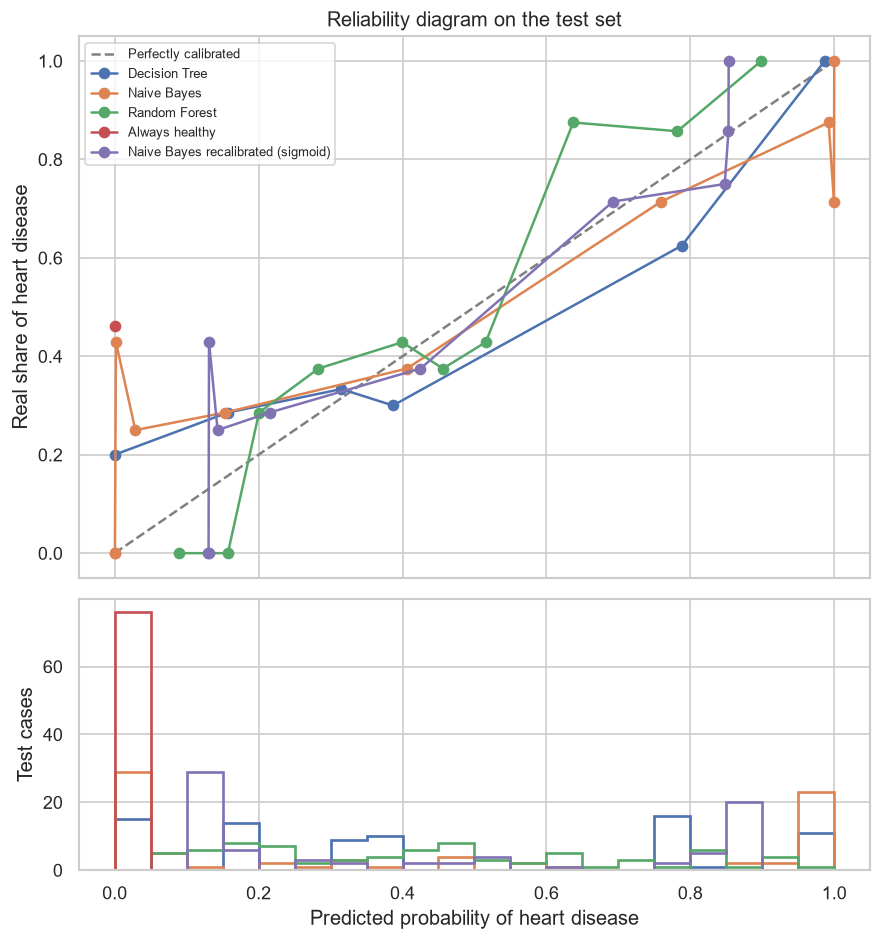 Reliability diagram on the test set
Perfectly calibrated
Decision Tree
Naive Bayes
Random Forest
Always healthy
Naive Bayes recalibrated (sigmoid)
Real share of heart disease
1.0
0.8
0.6
0.4
0.2
0.0
Test cases
60
40
20
0
0.0 0.2 0.4 0.6 0.8 1.0
Predicted probability of heart disease